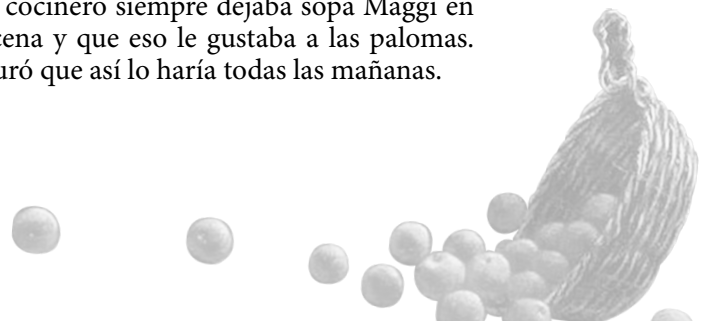 cocinero siempre dejaba sopa Maggi en
cena y que eso le gustaba a las palomas.
uró que así lo haría todas las mañanas.